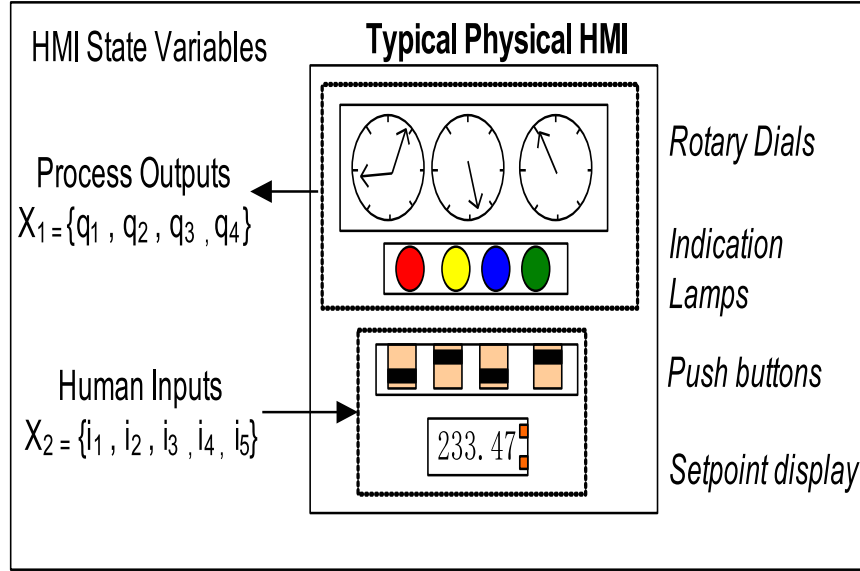 HMI State Variables
Typical Physical HMI
Rotary Dials
Process Outputs
X₁ = {q₁ , q₂ , q₃ , q₄}
Indication
Lamps
Push buttons
Human Inputs
X₂ = {i₁ , i₂ , i₃ , i₄ , i₅}
233.47
Setpoint display